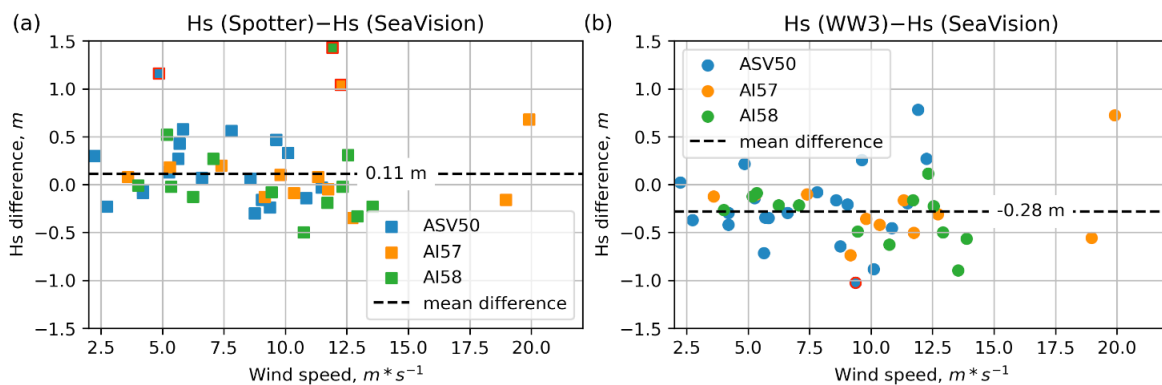 (a)
Hs (Spotter)−Hs (SeaVision)
1.5
1.0
0.5
0.0
−0.5
−1.0
−1.5
Hs difference, m
0.11 m
ASV50
AI57
AI58
mean difference
2.5 5.0 7.5 10.0 12.5 15.0 17.5 20.0
Wind speed, m * s⁻¹
(b)
Hs (WW3)−Hs (SeaVision)
1.5
1.0
0.5
0.0
−0.5
−1.0
−1.5
Hs difference, m
ASV50
AI57
AI58
mean difference
-0.28 m
2.5 5.0 7.5 10.0 12.5 15.0 17.5 20.0
Wind speed, m * s⁻¹